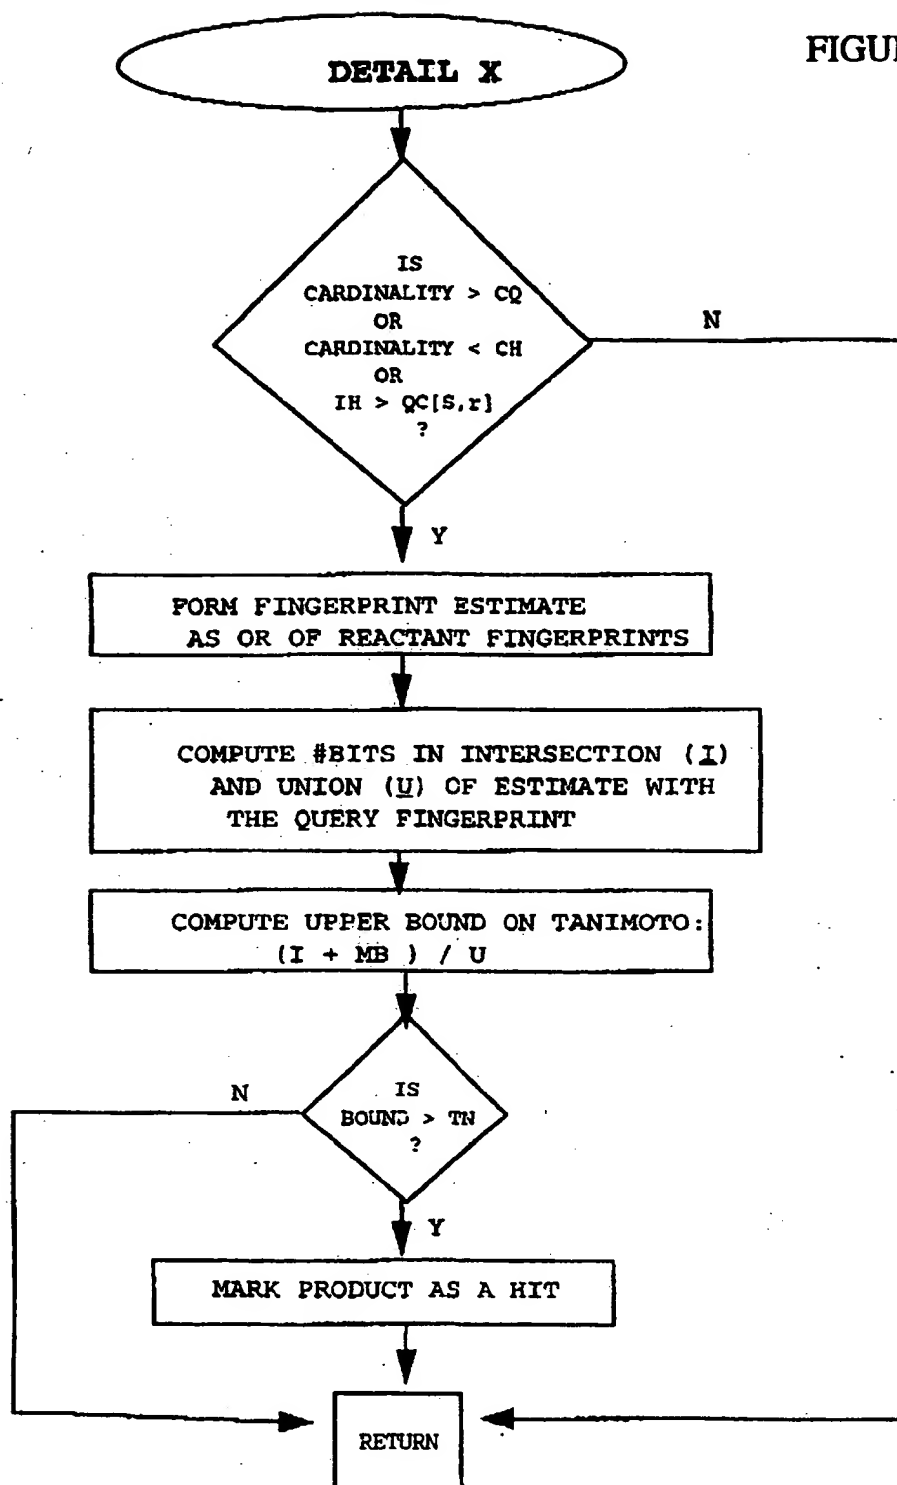 DETAIL X
IS
CARDINALITY > CQ
OR
CARDINALITY < CH
OR
IH > QC[S,r]
?
N
Y
FORM FINGERPRINT ESTIMATE
AS OR OF REACTANT FINGERPRINTS
COMPUTE #BITS IN INTERSECTION (I)
AND UNION (U) OF ESTIMATE WITH
THE QUERY FINGERPRINT
COMPUTE UPPER BOUND ON TANIMOTO:
(I + MB ) / U
N
IS
BOUND > TN
?
Y
MARK PRODUCT AS A HIT
RETURN